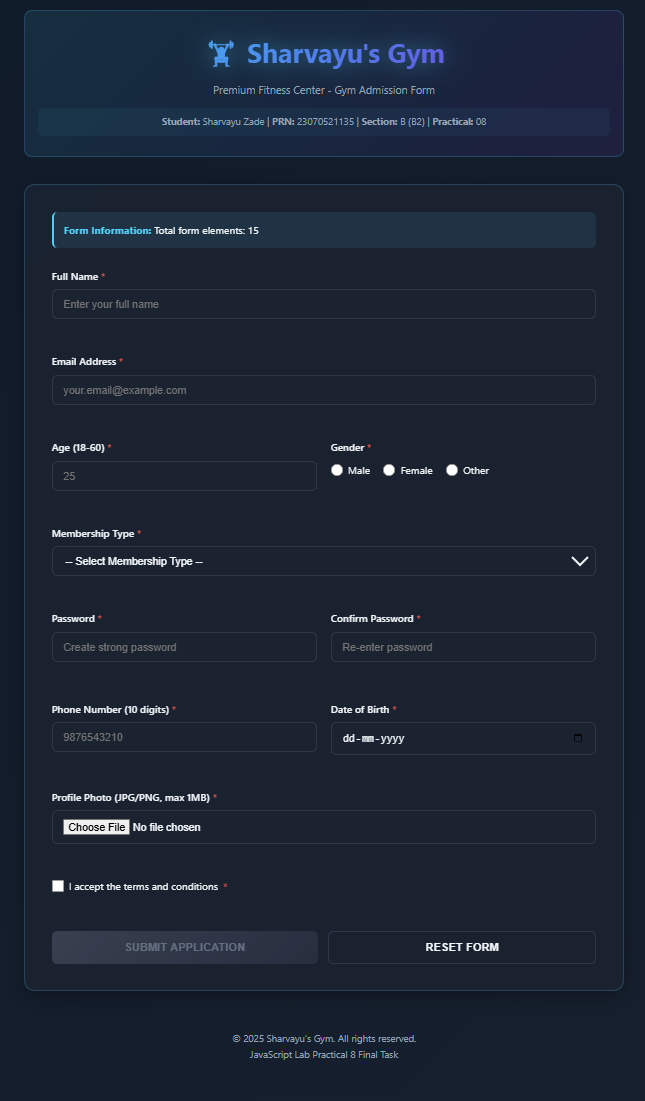 Sharvayu's Gym
Premium Fitness Center - Gym Admission Form
Student: Sharvayu Zade | PRN: 23070521135 | Section: B (B2) | Practical: 08
Form Information: Total form elements: 15
Full Name *
Enter your full name
Email Address *
your.email@example.com
Age (18-60) *
25
Gender *
Male Female Other
Membership Type *
-- Select Membership Type --
Password *
Create strong password
Confirm Password *
Re-enter password
Phone Number (10 digits) *
9876543210
Date of Birth *
dd-mm-yyyy
Profile Photo (JPG/PNG, max 1MB) *
Choose File No file chosen
I accept the terms and conditions *
SUBMIT APPLICATION
RESET FORM
© 2025 Sharvayu's Gym. All rights reserved.
JavaScript Lab Practical 8 Final Task